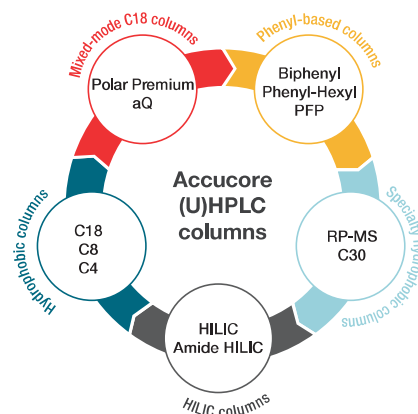 Mixed-mode C18 columns
Polar Premium
aQ
Phenyl-based columns
Biphenyl
Phenyl-Hexyl
PFP
Accucore
(U)HPLC
columns
Hydrophobic columns
C18
C8
C4
Specialty hydrophobic columns
RP-MS
C30
HILIC
Amide HILIC
HILIC columns